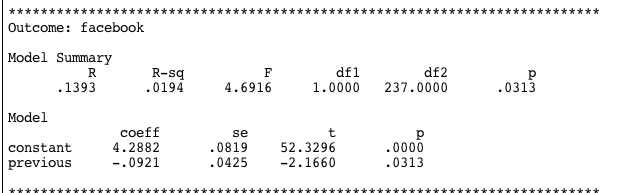 **************************************************************************
Outcome: facebook
Model Summary
R R-sq F df1 df2 p
.1393 .0194 4.6916 1.0000 237.0000 .0313
Model
coeff se t p
constant 4.2882 .0819 52.3296 .0000
previous -.0921 .0425 -2.1660 .0313
**************************************************************************